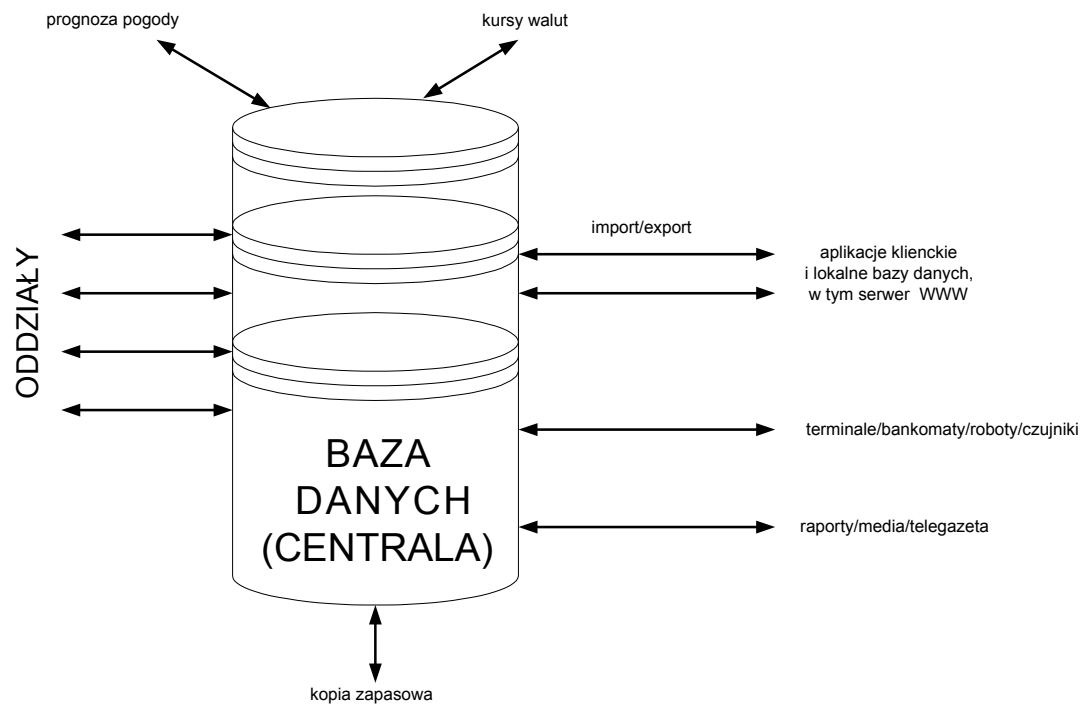 prognoza pogody
kursy walut
ODDZIAŁY
import/export
aplikacje klienckie
i lokalne bazy danych,
w tym serwer WWW
BAZA
DANYCH
(CENTRALA)
terminale/bankomaty/roboty/czujniki
raporty/media/telegazeta
kopia zapasowa